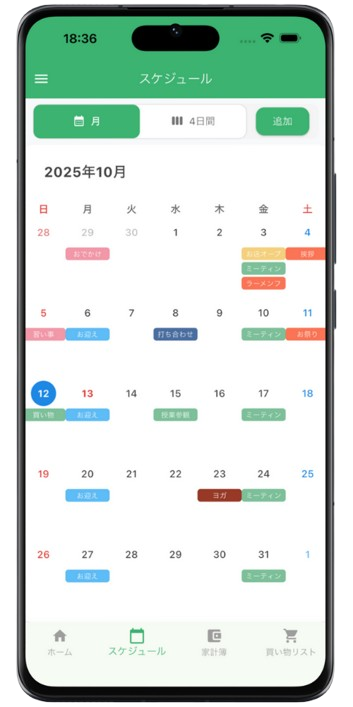 18:36
スケジュール
月 4日間 追加
2025年10月
日 月 火 水 木 金 土
28 29 30 1 2 3 4
おでかけ お店オープ 挨拶
ミーティン
ラーメンフ
5 6 7 8 9 10 11
習い事 お迎え 打ち合わせ ミーティン お祭り
12 13 14 15 16 17 18
買い物 お迎え 授業参観 ミーティン
19 20 21 22 23 24 25
お迎え ヨガ ミーティン
26 27 28 29 30 31 1
お迎え ミーティン
ホーム スケジュール 家計簿 買い物リスト